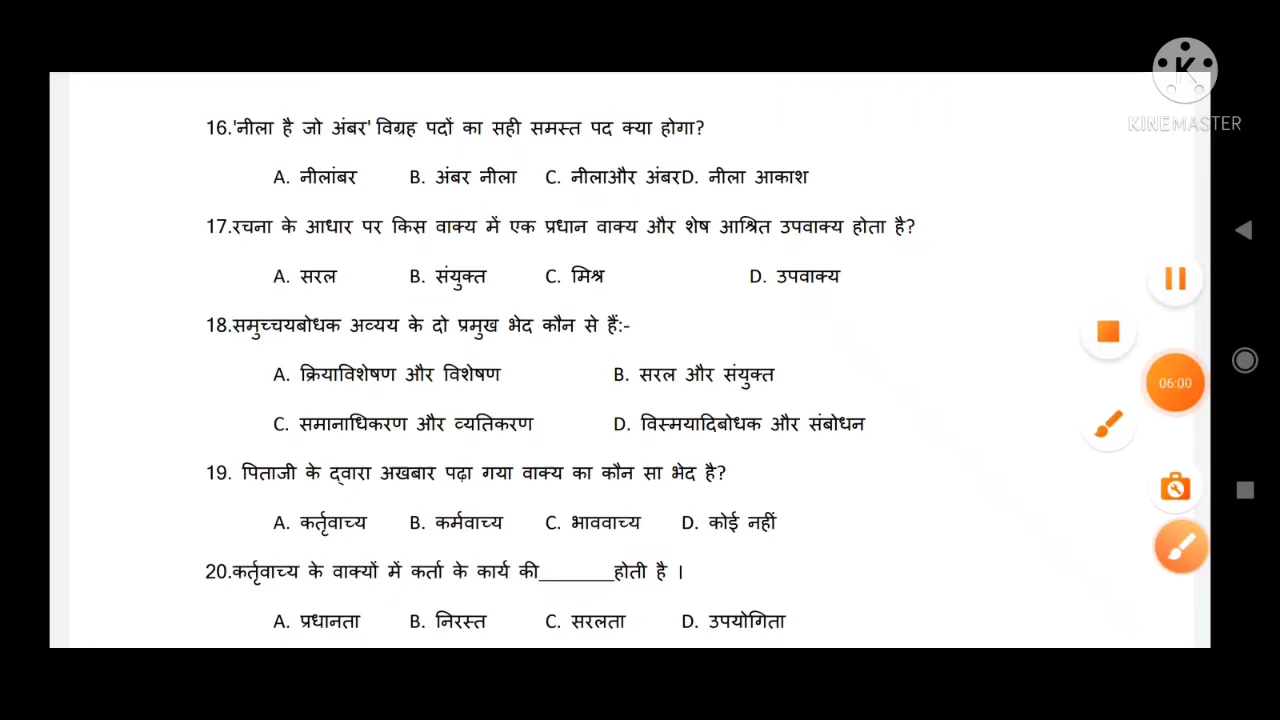 KINEMASTER
16.'नीला है जो अंबर' विग्रह पदों का सही समस्त पद क्या होगा?
A. नीलांबर B. अंबर नीला C. नीलाऔर अंबरD. नीला आकाश
17.रचना के आधार पर किस वाक्य में एक प्रधान वाक्य और शेष आश्रित उपवाक्य होता है?
A. सरल B. संयुक्त C. मिश्र D. उपवाक्य
18.समुच्चयबोधक अव्यय के दो प्रमुख भेद कौन से हैं:-
A. क्रियाविशेषण और विशेषण B. सरल और संयुक्त
06:00
C. समानाधिकरण और व्यतिकरण D. विस्मयादिबोधक और संबोधन
19. पिताजी के द्वारा अखबार पढ़ा गया वाक्य का कौन सा भेद है?
A. कर्तृवाच्य B. कर्मवाच्य C. भाववाच्य D. कोई नहीं
20.कर्तृवाच्य के वाक्यों में कर्ता के कार्य की_______होती है ।
A. प्रधानता B. निरस्त C. सरलता D. उपयोगिता